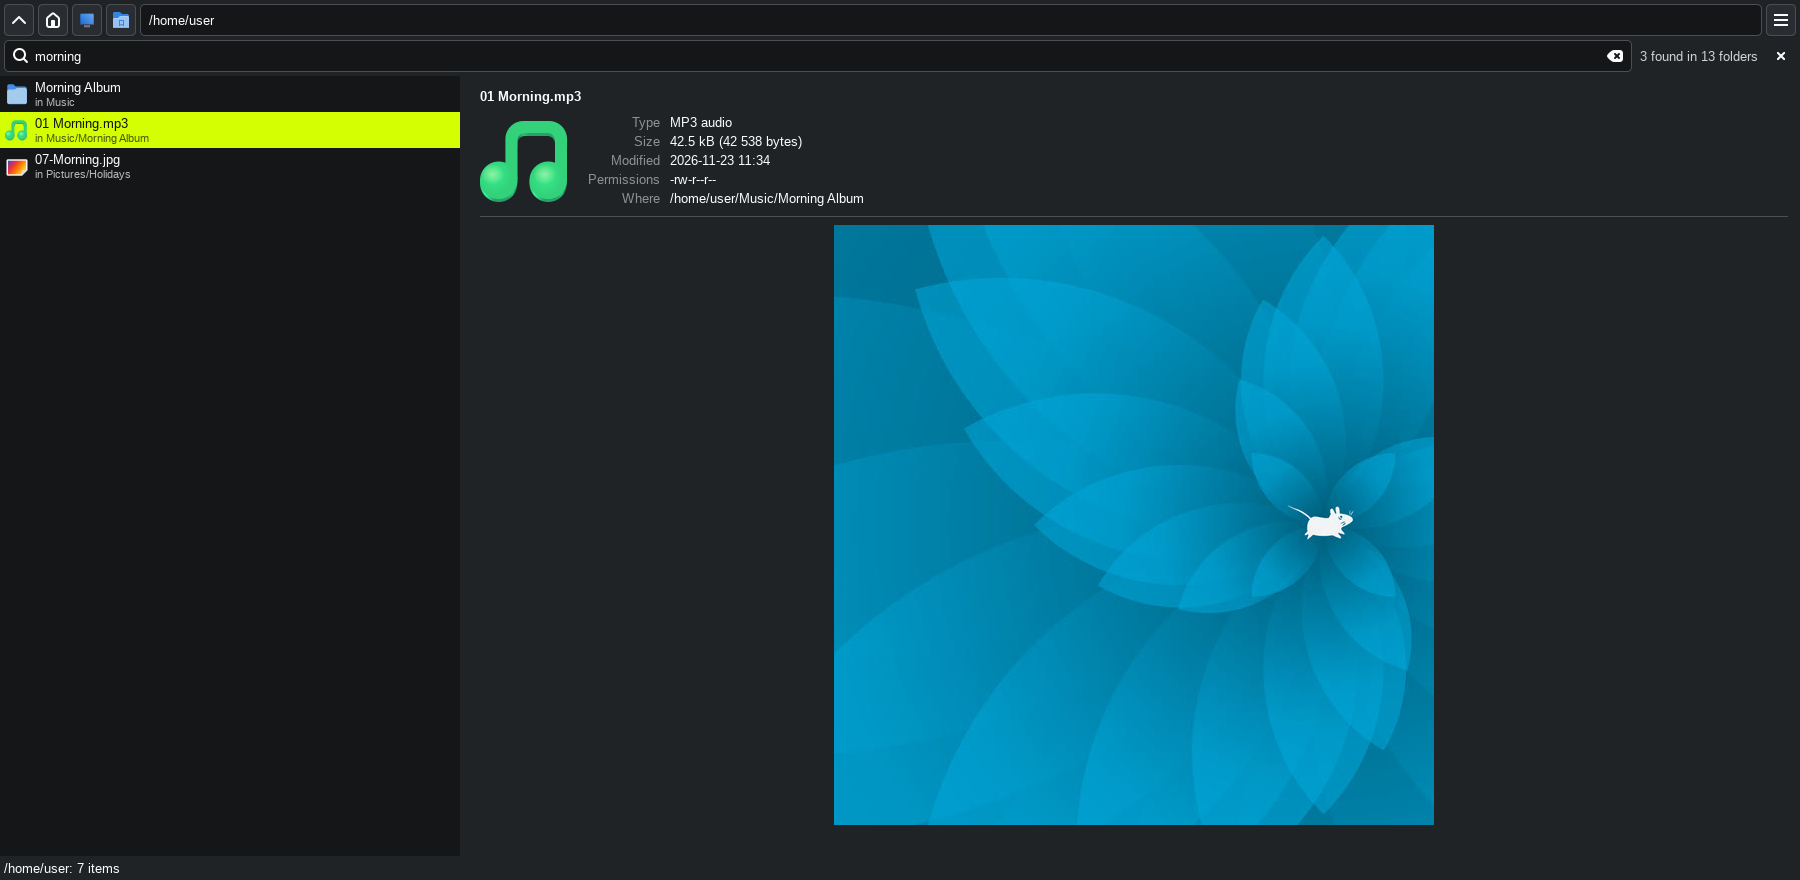 /home/user
morning
3 found in 13 folders
Morning Album
in Music
01 Morning.mp3
in Music/Morning Album
07-Morning.jpg
in Pictures/Holidays
01 Morning.mp3
Type MP3 audio
Size 42.5 kB (42 538 bytes)
Modified 2026-11-23 11:34
Permissions -rw-r--r--
Where /home/user/Music/Morning Album
/home/user: 7 items